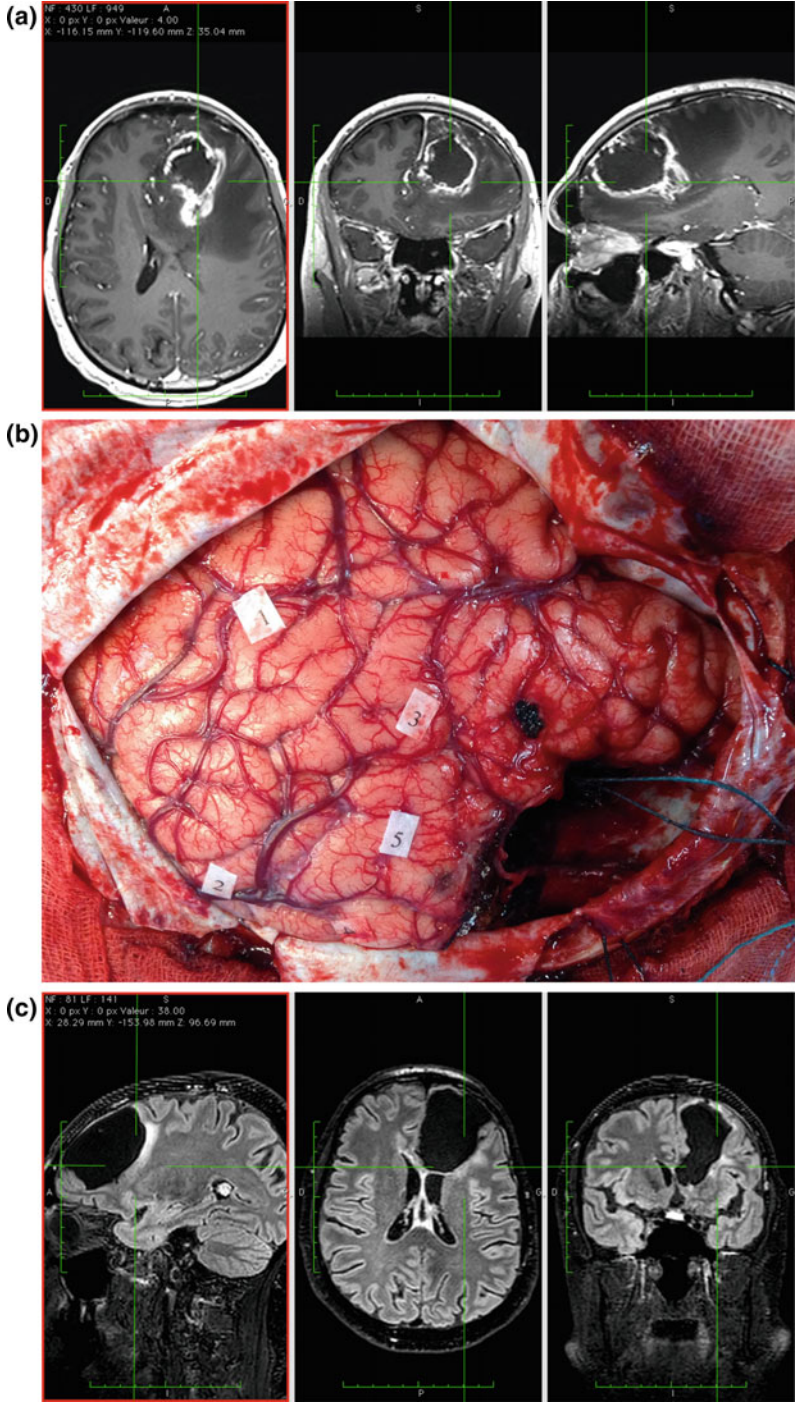 (a)
NF : 430 LF : 949
X : 0 px Y : 0 px Valeur : 4.00
X: -116.15 mm Y: -119.60 mm Z: 35.04 mm
A
S
S
D
D
G
P
I
I
(b)
1
3
5
2
(c)
NF : 81 LF : 141
X : 0 px Y : 0 px Valeur : 38.00
X: 28.29 mm Y: -153.98 mm Z: 96.69 mm
S
A
S
A
D
G
D
G
I
P
I